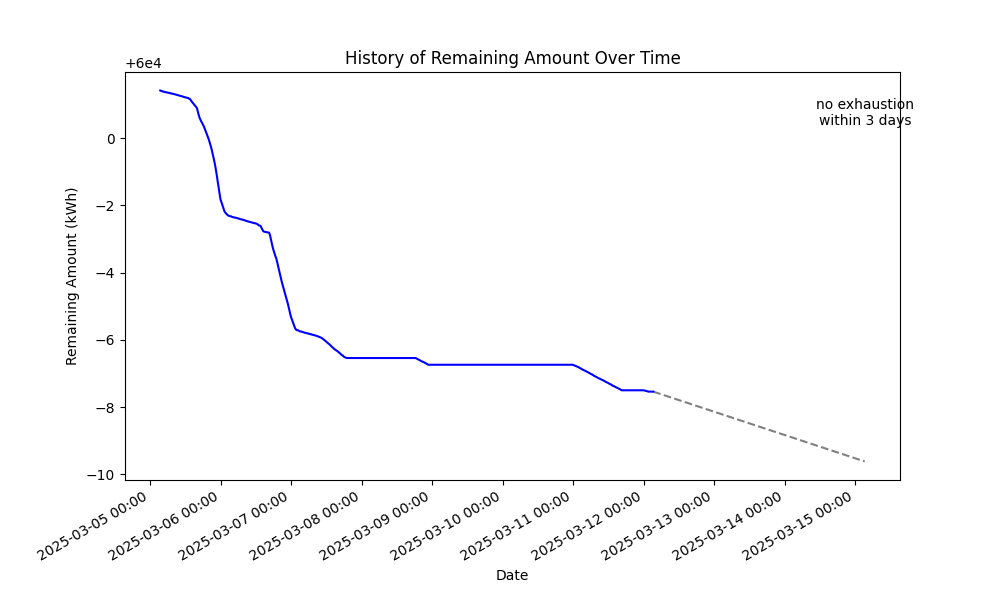 History of Remaining Amount Over Time
+6e4
no exhaustion
within 3 days
Remaining Amount (kWh)
0
−2
−4
−6
−8
−10
2025-03-05 00:00
2025-03-06 00:00
2025-03-07 00:00
2025-03-08 00:00
2025-03-09 00:00
2025-03-10 00:00
2025-03-11 00:00
2025-03-12 00:00
2025-03-13 00:00
2025-03-14 00:00
2025-03-15 00:00
Date